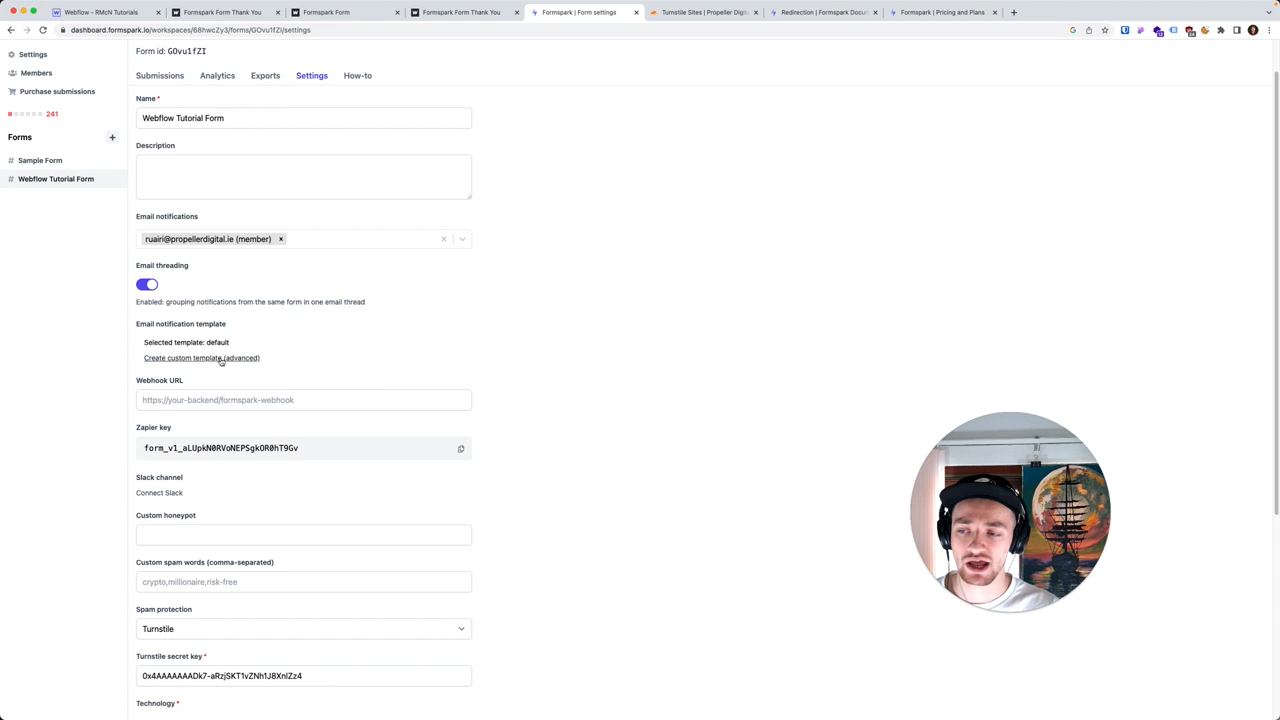 Webflow - RMcN Tutorials
Formspark Form Thank You
Formspark Form
Formspark Form Thank You
Formspark | Form settings
Turnstile Sites | Propeller Digit
Redirection | Formspark Docu
Formspark | Pricing and Plans
dashboard.formspark.io/workspaces/68hwcZy3/forms/GOvu1fZI/settings
Settings
Members
Purchase submissions
241
Forms
# Sample Form
# Webflow Tutorial Form
Form id: GOvu1fZI
Submissions Analytics Exports Settings How-to
Name *
Webflow Tutorial Form
Description
Email notifications
ruairi@propellerdigital.ie (member)
Email threading
Enabled: grouping notifications from the same form in one email thread
Email notification template
Selected template: default
Create custom template (advanced)
Webhook URL
https://your-backend/formspark-webhook
Zapier key
form_v1_aLUpkN0RVoNEPSgkOR0hT9Gv
Slack channel
Connect Slack
Custom honeypot
Custom spam words (comma-separated)
crypto,millionaire,risk-free
Spam protection
Turnstile
Turnstile secret key *
0x4AAAAAAADk7-aRzjSKT1vZNh1J8XnlZz4
Technology *